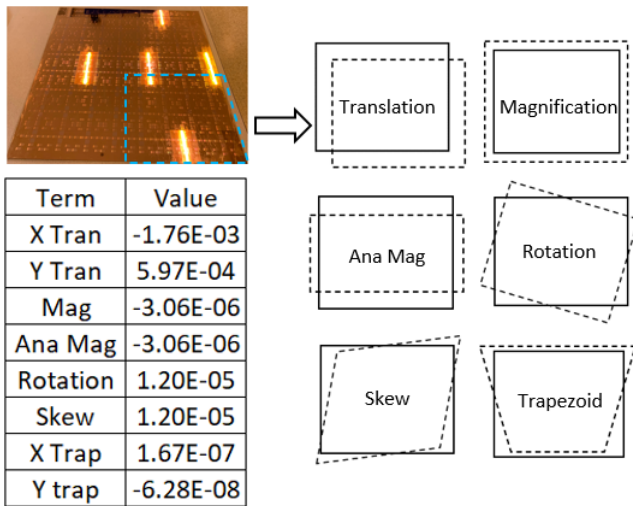 Term Value
X Tran -1.76E-03
Y Tran 5.97E-04
Mag -3.06E-06
Ana Mag -3.06E-06
Rotation 1.20E-05
Skew 1.20E-05
X Trap 1.67E-07
Y trap -6.28E-08
Translation
Magnification
Ana Mag
Rotation
Skew
Trapezoid